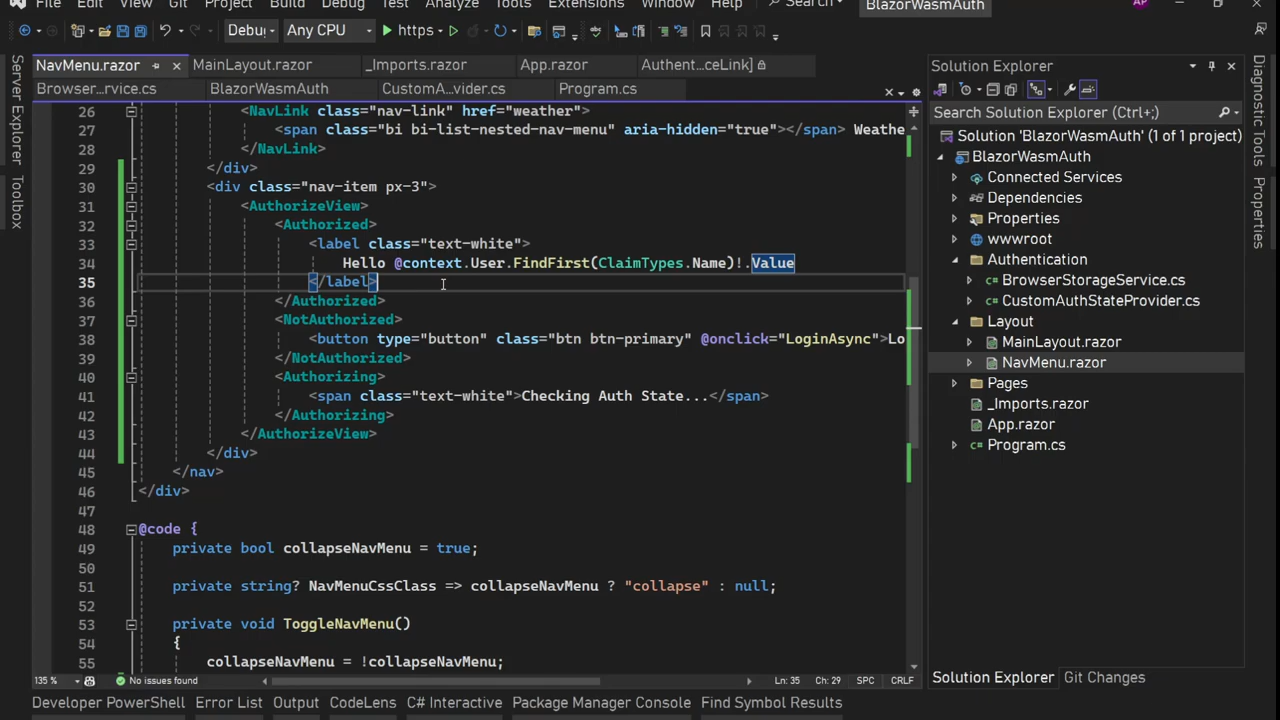 Edit View Git Project Build Debug Test Analyze Tools Extensions Window Help Search BlazorWasmAuth AP
Debug Any CPU https
Server Explorer
Toolbox
NavMenu.razor MainLayout.razor _Imports.razor App.razor Authent...ceLink]
Browser...rvice.cs BlazorWasmAuth CustomA...vider.cs Program.cs
26 <NavLink class="nav-link" href="weather">
27 <span class="bi bi-list-nested-nav-menu" aria-hidden="true"></span> Weathe
28 </NavLink>
29 </div>
30 <div class="nav-item px-3">
31 <AuthorizeView>
32 <Authorized>
33 <label class="text-white">
34 Hello @context.User.FindFirst(ClaimTypes.Name)!.Value
35 </label>
36 </Authorized>
37 <NotAuthorized>
38 <button type="button" class="btn btn-primary" @onclick="LoginAsync">Lo
39 </NotAuthorized>
40 <Authorizing>
41 <span class="text-white">Checking Auth State...</span>
42 </Authorizing>
43 </AuthorizeView>
44 </div>
45 </nav>
46 </div>
47
48 @code {
49 private bool collapseNavMenu = true;
50
51 private string? NavMenuCssClass => collapseNavMenu ? "collapse" : null;
52
53 private void ToggleNavMenu()
54 {
55 collapseNavMenu = !collapseNavMenu;
135 % No issues found Ln: 35 Ch: 29 SPC CRLF
Developer PowerShell Error List Output CodeLens C# Interactive Package Manager Console Find Symbol Results
Solution Explorer
Search Solution Explorer (Ctrl+;)
Solution 'BlazorWasmAuth' (1 of 1 project)
BlazorWasmAuth
Connected Services
Dependencies
Properties
wwwroot
Authentication
BrowserStorageService.cs
CustomAuthStateProvider.cs
Layout
MainLayout.razor
NavMenu.razor
Pages
_Imports.razor
App.razor
Program.cs
Solution Explorer Git Changes
Diagnostic Tools
Properties